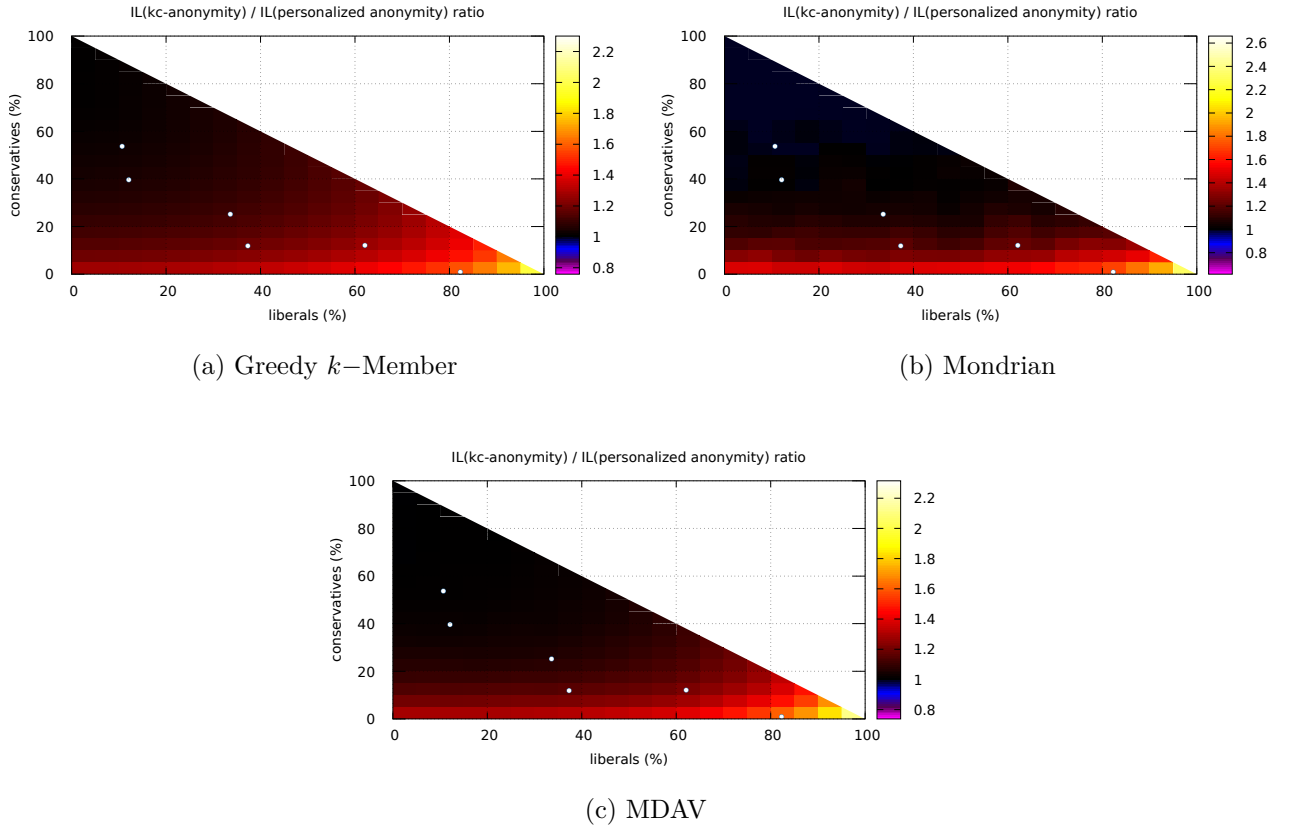 IL(kc-anonymity) / IL(personalized anonymity) ratio
100
80
60
40
20
0
conservatives (%)
0 20 40 60 80 100
liberals (%)
2.2
2
1.8
1.6
1.4
1.2
1
0.8
(a) Greedy k−Member
IL(kc-anonymity) / IL(personalized anonymity) ratio
100
80
60
40
20
0
conservatives (%)
0 20 40 60 80 100
liberals (%)
2.6
2.4
2.2
2
1.8
1.6
1.4
1.2
1
0.8
(b) Mondrian
IL(kc-anonymity) / IL(personalized anonymity) ratio
100
80
60
40
20
0
conservatives (%)
0 20 40 60 80 100
liberals (%)
2.2
2
1.8
1.6
1.4
1.2
1
0.8
(c) MDAV